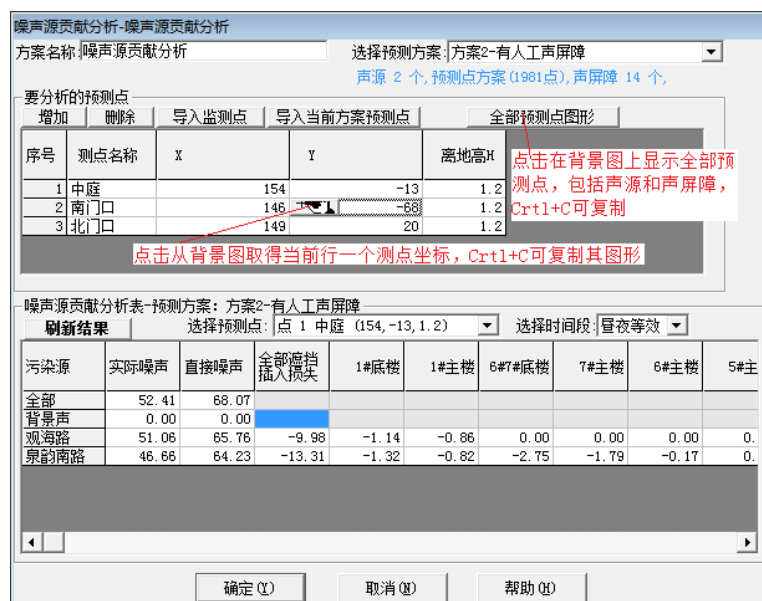 噪声源贡献分析-噪声源贡献分析
方案名称:噪声源贡献分析 选择预测方案:方案2-有人工声屏障
声源 2 个,预测点方案(1981点),声屏障 14 个,
要分析的预测点
增加 删除 导入监测点 导入当前方案预测点 全部预测点图形
序号 测点名称 X Y 离地高H
1 中庭 154 -13 1.2
2 南门口 146 -68 1.2
3 北门口 149 20 1.2
点击在背景图上显示全部预
测点，包括声源和声屏障，
Crtl+C可复制
点击从背景图取得当前行一个测点坐标，Crtl+C可复制其图形
噪声源贡献分析表-预测方案: 方案2-有人工声屏障
刷新结果 选择预测点: 点 1 中庭 (154,-13,1.2) 选择时间段:昼夜等效
污染源 实际噪声 直接噪声 全部遮挡插入损失 1#底楼 1#主楼 6#7#底楼 7#主楼 6#主楼 5#主
全部 52.41 68.07
背景声 0.00 0.00
观海路 51.06 65.76 -9.98 -1.14 -0.86 0.00 0.00 0.00 0.
泉韵南路 46.66 64.23 -13.31 -1.32 -0.82 -2.75 -1.79 -0.17 0.
确定(Y) 取消(N) 帮助(H)